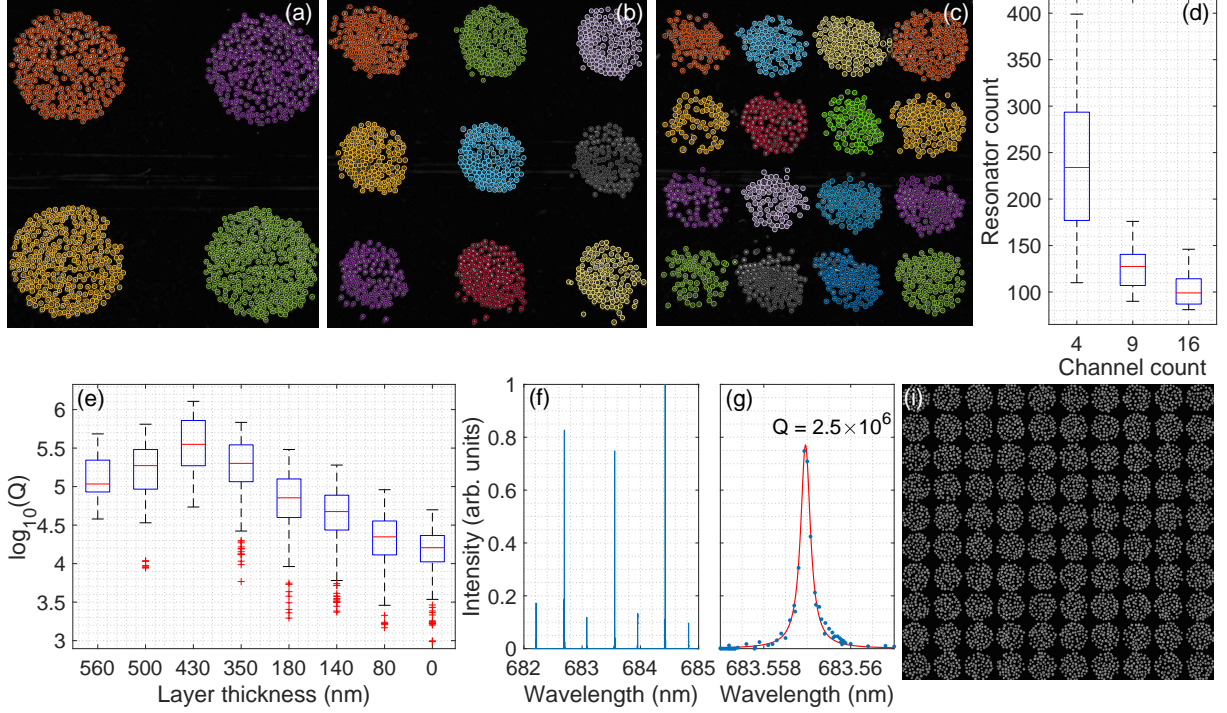 (a)
(b)
(c)
(d)
400
350
300
250
200
150
100
Resonator count
4 9 16
Channel count
(e)
6
5.5
5
4.5
4
3.5
3
log10(Q)
560 500 430 350 180 140 80 0
Layer thickness (nm)
(f)
1
0.8
0.6
0.4
0.2
0
Intensity (arb. units)
682 683 684 685
Wavelength (nm)
(g)
Q = 2.5×10^6
683.558 683.56
Wavelength (nm)
(i)